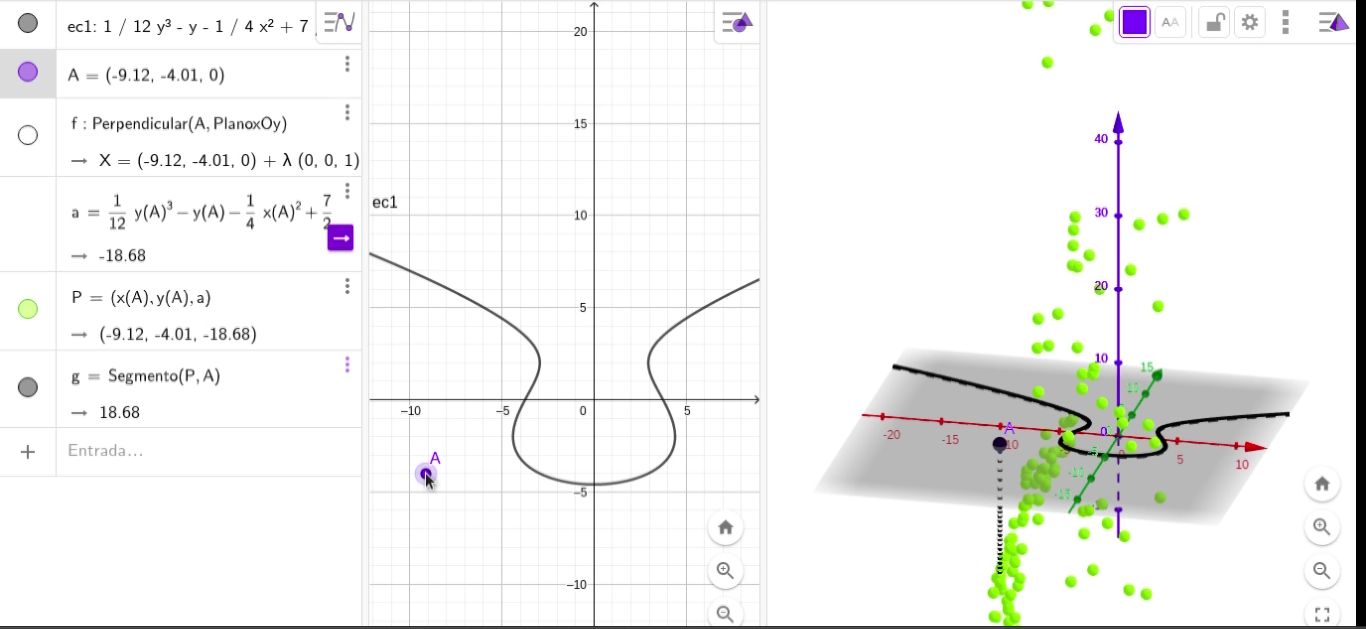 ec1: 1 / 12 y³ - y - 1 / 4 x² + 7
A = (-9.12, -4.01, 0)
f : Perpendicular(A, PlanoxOy)
→ X = (-9.12, -4.01, 0) + λ (0, 0, 1)
a = 1/12 y(A)³ − y(A) − 1/4 x(A)² + 7/2
→ -18.68
P = (x(A), y(A), a)
→ (-9.12, -4.01, -18.68)
g = Segmento(P, A)
→ 18.68
+ Entrada…
20
15
ec1
10
5
−10 −5 0 5
A
−5
−10
AA
40
30
20
10
15
10
0
A
-20 -15 -10 5 10
-5
-10
-15